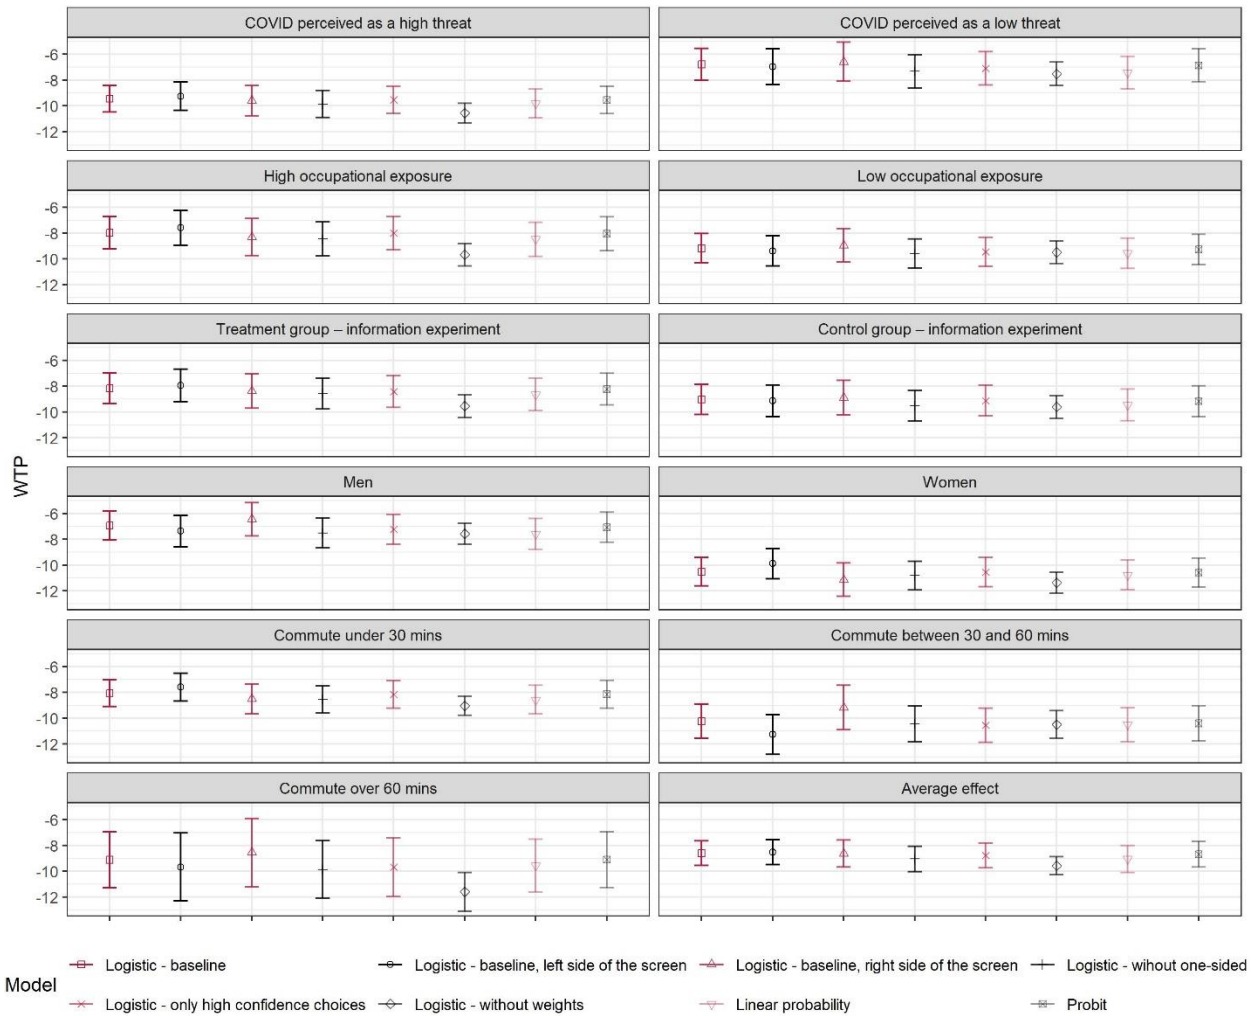 COVID perceived as a high threat
COVID perceived as a low threat
-6
-8
-10
-12
High occupational exposure
Low occupational exposure
-6
-8
-10
-12
Treatment group – information experiment
Control group – information experiment
-6
-8
-10
-12
WTP
Men
Women
-6
-8
-10
-12
Commute under 30 mins
Commute between 30 and 60 mins
-6
-8
-10
-12
Commute over 60 mins
Average effect
-6
-8
-10
-12
Model
Logistic - baseline
Logistic - baseline, left side of the screen
Logistic - baseline, right side of the screen
Logistic - wihout one-sided
Logistic - only high confidence choices
Logistic - without weights
Linear probability
Probit